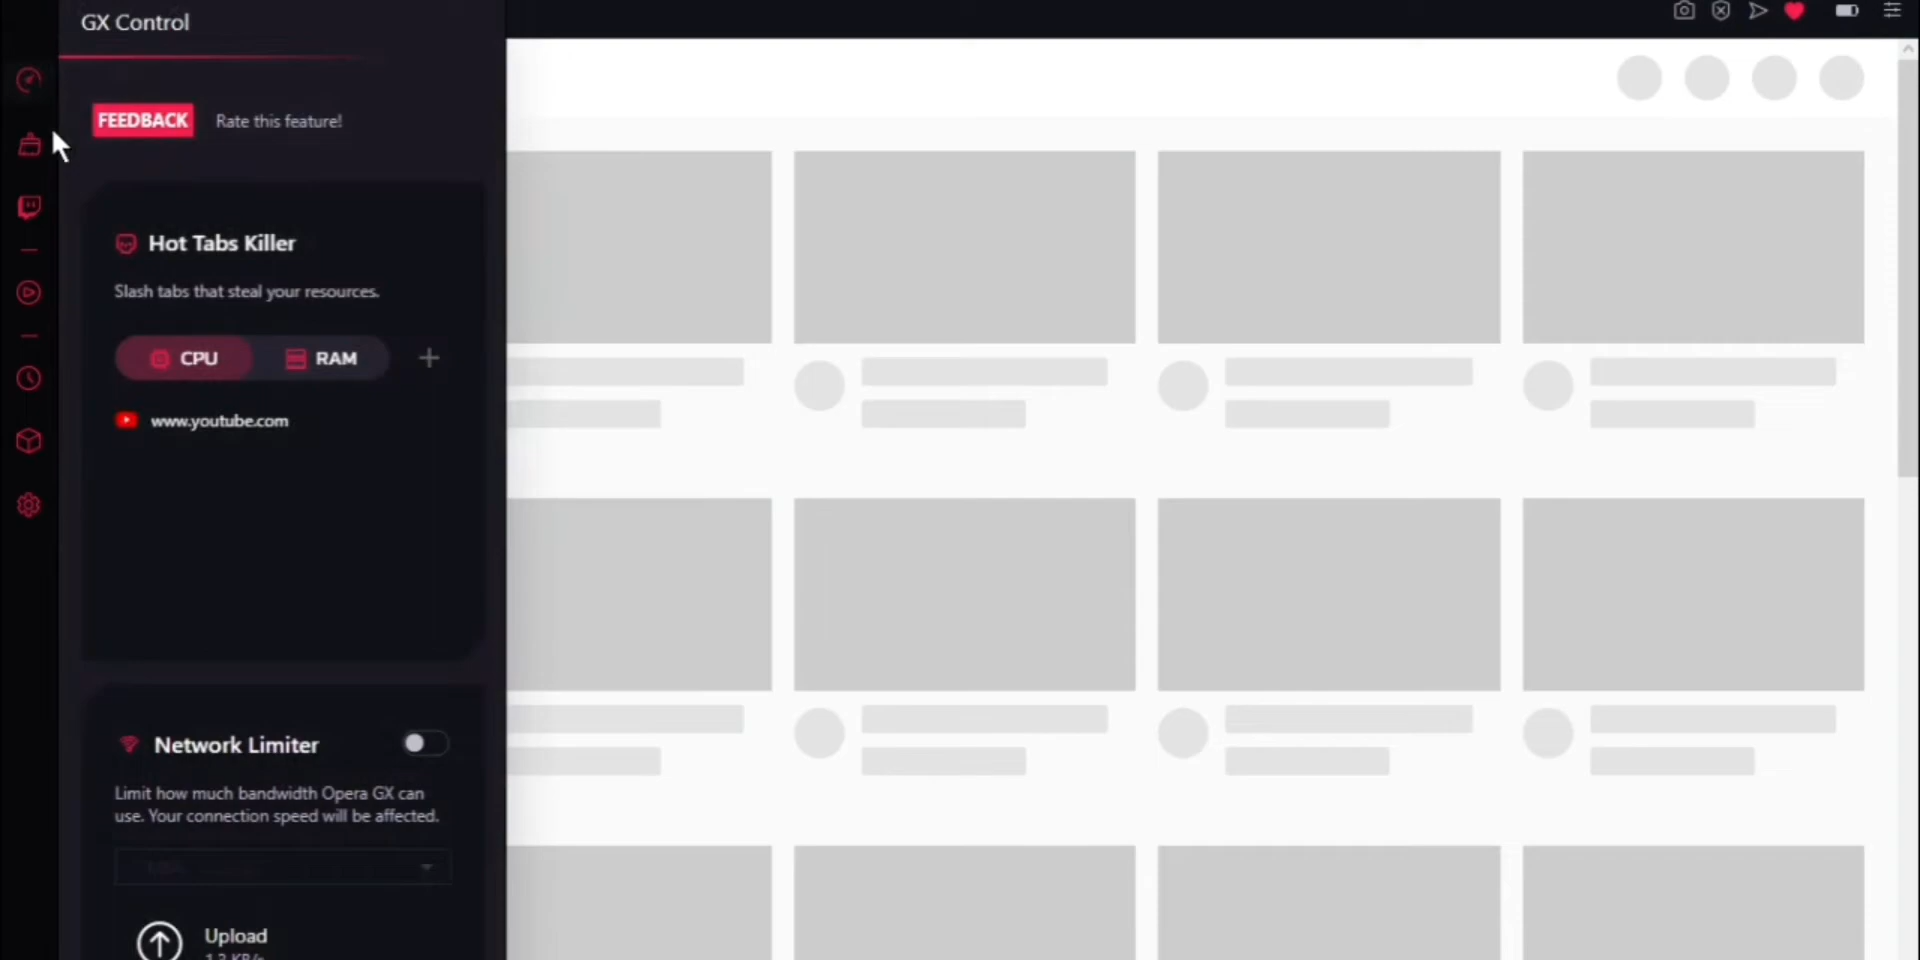 GX Control
FEEDBACK Rate this feature!
Hot Tabs Killer
Slash tabs that steal your resources.
CPU RAM
www.youtube.com
Network Limiter
Limit how much bandwidth Opera GX can
use. Your connection speed will be affected.
Upload